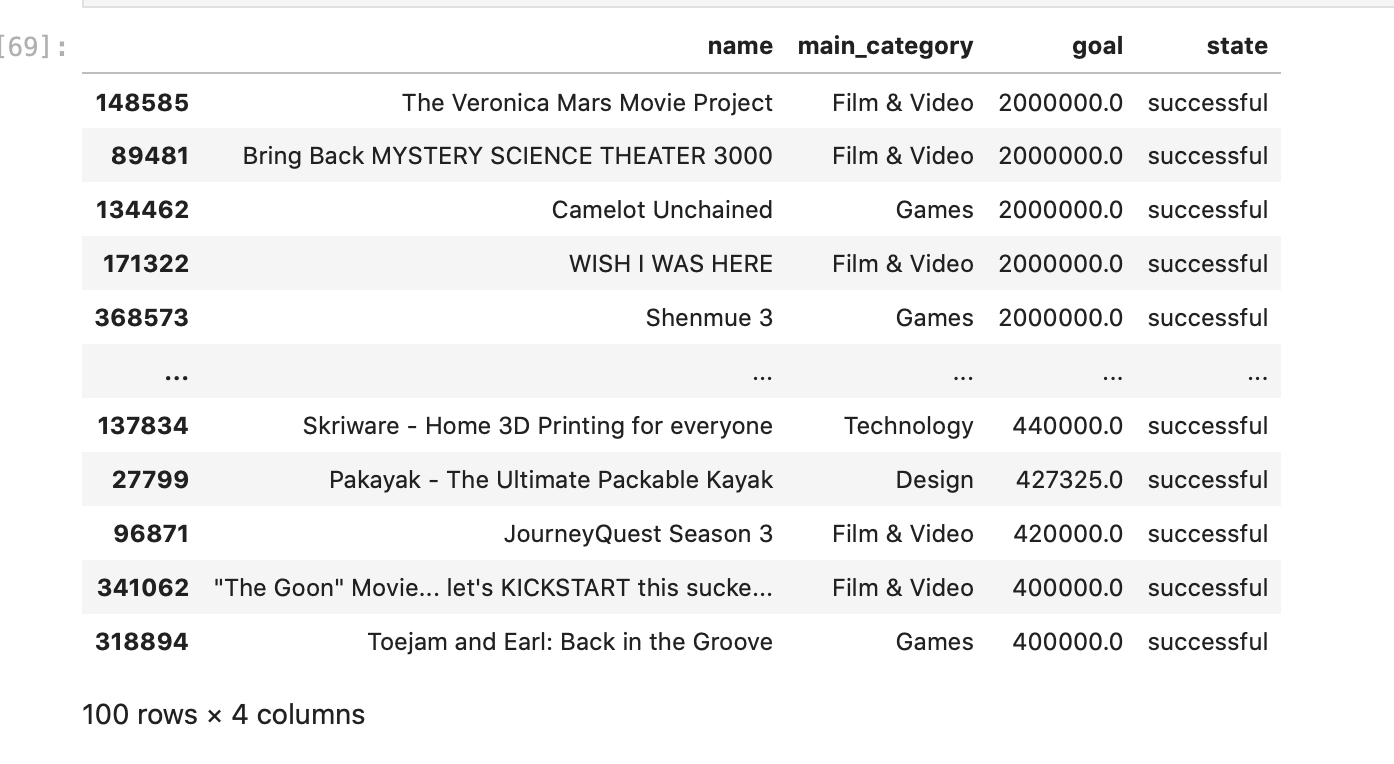 [69]:
name main_category goal state
148585 The Veronica Mars Movie Project Film & Video 2000000.0 successful
89481 Bring Back MYSTERY SCIENCE THEATER 3000 Film & Video 2000000.0 successful
134462 Camelot Unchained Games 2000000.0 successful
171322 WISH I WAS HERE Film & Video 2000000.0 successful
368573 Shenmue 3 Games 2000000.0 successful
... ... ... ... ...
137834 Skriware - Home 3D Printing for everyone Technology 440000.0 successful
27799 Pakayak - The Ultimate Packable Kayak Design 427325.0 successful
96871 JourneyQuest Season 3 Film & Video 420000.0 successful
341062 "The Goon" Movie... let's KICKSTART this sucke... Film & Video 400000.0 successful
318894 Toejam and Earl: Back in the Groove Games 400000.0 successful
100 rows × 4 columns